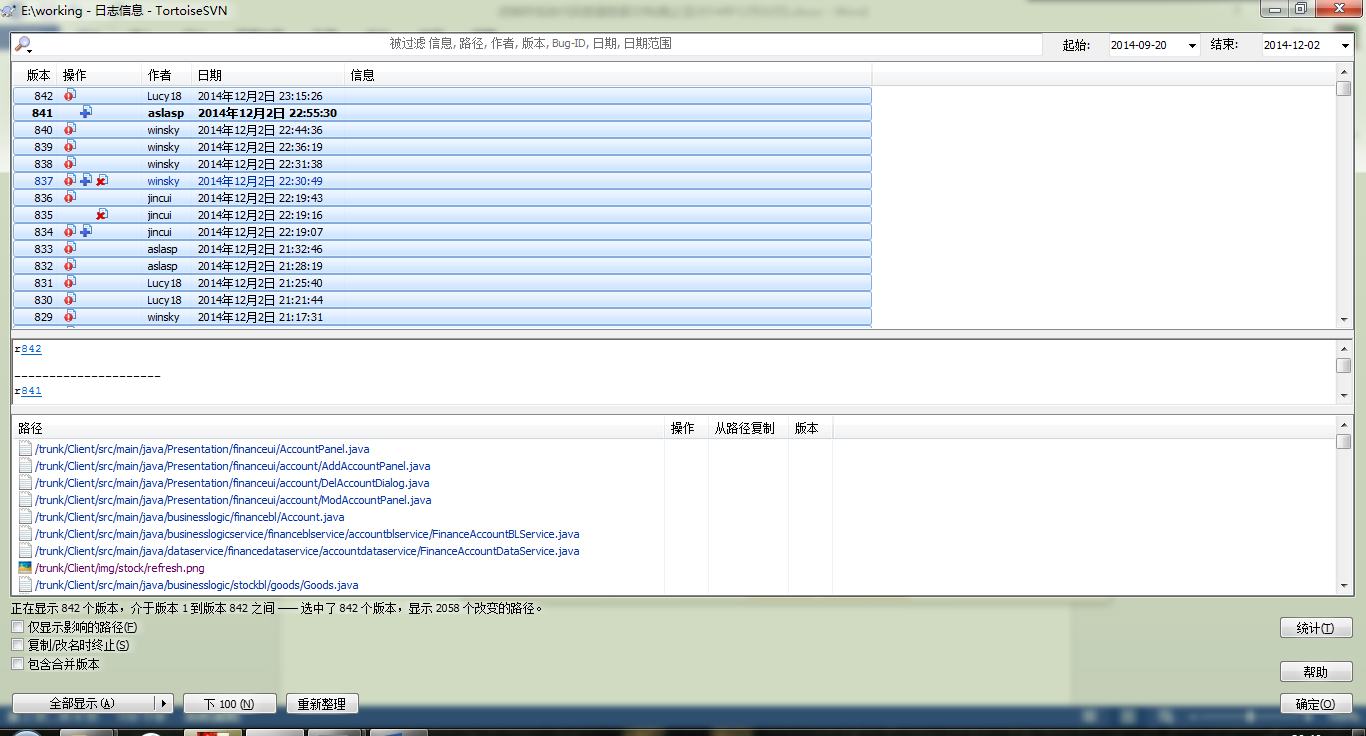 E:\working - 日志信息 - TortoiseSVN
被过滤 信息, 路径, 作者, 版本, Bug-ID, 日期, 日期范围 起始: 2014-09-20 结束: 2014-12-02
版本 操作 作者 日期 信息
842 Lucy18 2014年12月2日 23:15:26
841 aslasp 2014年12月2日 22:55:30
840 winsky 2014年12月2日 22:44:36
839 winsky 2014年12月2日 22:36:19
838 winsky 2014年12月2日 22:31:38
837 winsky 2014年12月2日 22:30:49
836 jincui 2014年12月2日 22:19:43
835 jincui 2014年12月2日 22:19:16
834 jincui 2014年12月2日 22:19:07
833 aslasp 2014年12月2日 21:32:46
832 aslasp 2014年12月2日 21:28:19
831 Lucy18 2014年12月2日 21:25:40
830 Lucy18 2014年12月2日 21:21:44
829 winsky 2014年12月2日 21:17:31
r842
---------------------
r841
路径 操作 从路径复制 版本
/trunk/Client/src/main/java/Presentation/financeui/AccountPanel.java
/trunk/Client/src/main/java/Presentation/financeui/account/AddAccountPanel.java
/trunk/Client/src/main/java/Presentation/financeui/account/DelAccountDialog.java
/trunk/Client/src/main/java/Presentation/financeui/account/ModAccountPanel.java
/trunk/Client/src/main/java/businesslogic/financebl/Account.java
/trunk/Client/src/main/java/businesslogicservice/financeblservice/accountblservice/FinanceAccountBLService.java
/trunk/Client/src/main/java/dataservice/financedataservice/accountdataservice/FinanceAccountDataService.java
/trunk/Client/img/stock/refresh.png
/trunk/Client/src/main/java/businesslogic/stockbl/goods/Goods.java
正在显示 842 个版本，介于版本 1 到版本 842 之间 —— 选中了 842 个版本，显示 2058 个改变的路径。
仅显示影响的路径(F)
复制/改名时终止(S)
包含合并版本
统计(T)
帮助
全部显示 (A) 下 100 (N) 重新整理 确定(O)